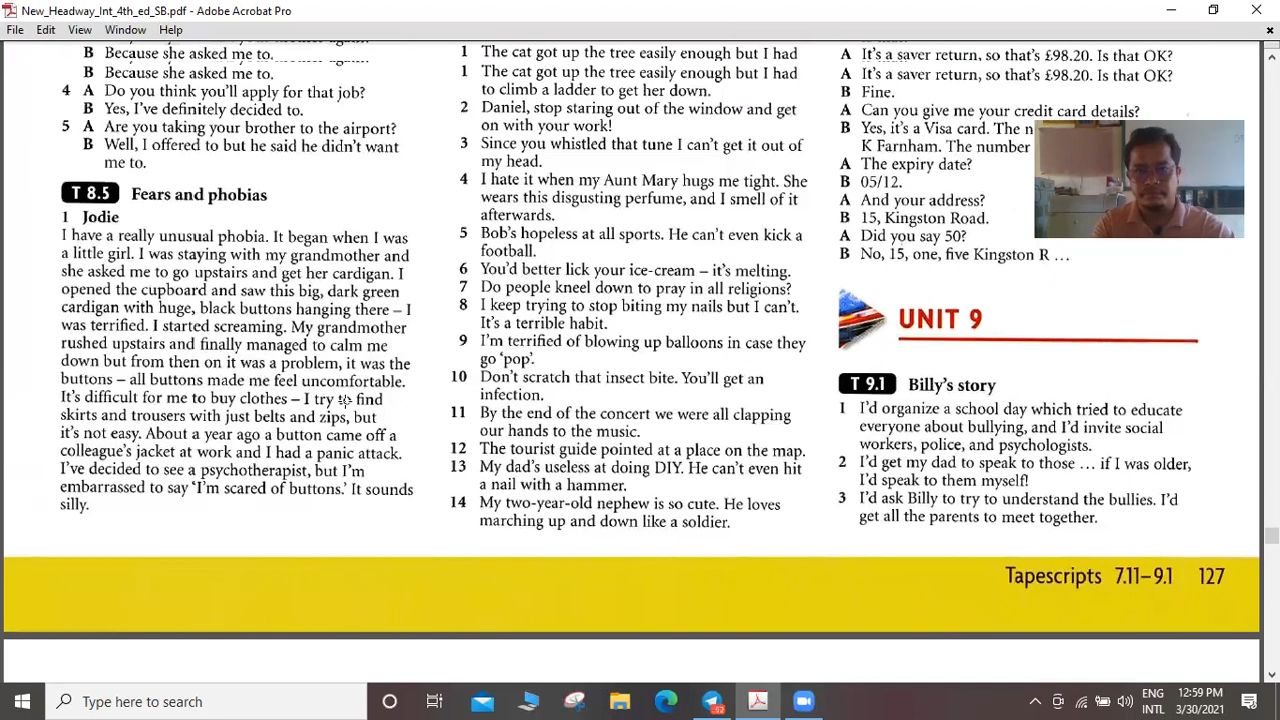 New_Headway_Int_4th_ed_SB.pdf - Adobe Acrobat Pro
File Edit View Window Help
B Because she asked me to.
B Because she asked me to.
4 A Do you think you'll apply for that job?
B Yes, I've definitely decided to.
5 A Are you taking your brother to the airport?
B Well, I offered to but he said he didn't want
me to.
T 8.5 Fears and phobias
1 Jodie
I have a really unusual phobia. It began when I was
a little girl. I was staying with my grandmother and
she asked me to go upstairs and get her cardigan. I
opened the cupboard and saw this big, dark green
cardigan with huge, black buttons hanging there – I
was terrified. I started screaming. My grandmother
rushed upstairs and finally managed to calm me
down but from then on it was a problem, it was the
buttons – all buttons made me feel uncomfortable.
It's difficult for me to buy clothes – I try to find
skirts and trousers with just belts and zips, but
it's not easy. About a year ago a button came off a
colleague's jacket at work and I had a panic attack.
I've decided to see a psychotherapist, but I'm
embarrassed to say 'I'm scared of buttons.' It sounds
silly.
1 The cat got up the tree easily enough but I had
1 The cat got up the tree easily enough but I had
to climb a ladder to get her down.
2 Daniel, stop staring out of the window and get
on with your work!
3 Since you whistled that tune I can't get it out of
my head.
4 I hate it when my Aunt Mary hugs me tight. She
wears this disgusting perfume, and I smell of it
afterwards.
5 Bob's hopeless at all sports. He can't even kick a
football.
6 You'd better lick your ice-cream – it's melting.
7 Do people kneel down to pray in all religions?
8 I keep trying to stop biting my nails but I can't.
It's a terrible habit.
9 I'm terrified of blowing up balloons in case they
go 'pop'.
10 Don't scratch that insect bite. You'll get an
infection.
11 By the end of the concert we were all clapping
our hands to the music.
12 The tourist guide pointed at a place on the map.
13 My dad's useless at doing DIY. He can't even hit
a nail with a hammer.
14 My two-year-old nephew is so cute. He loves
marching up and down like a soldier.
A It's a saver return, so that's £98.20. Is that OK?
A It's a saver return, so that's £98.20. Is that OK?
B Fine.
A Can you give me your credit card details?
B Yes, it's a Visa card. The n
K Farnham. The number
A The expiry date?
B 05/12.
A And your address?
B 15, Kingston Road.
A Did you say 50?
B No, 15, one, five Kingston R …
UNIT 9
T 9.1 Billy's story
1 I'd organize a school day which tried to educate
everyone about bullying, and I'd invite social
workers, police, and psychologists.
2 I'd get my dad to speak to those … if I was older,
I'd speak to them myself!
3 I'd ask Billy to try to understand the bullies. I'd
get all the parents to meet together.
Tapescripts 7.11–9.1 127
Type here to search
ENG
INTL
12:59 PM
3/30/2021